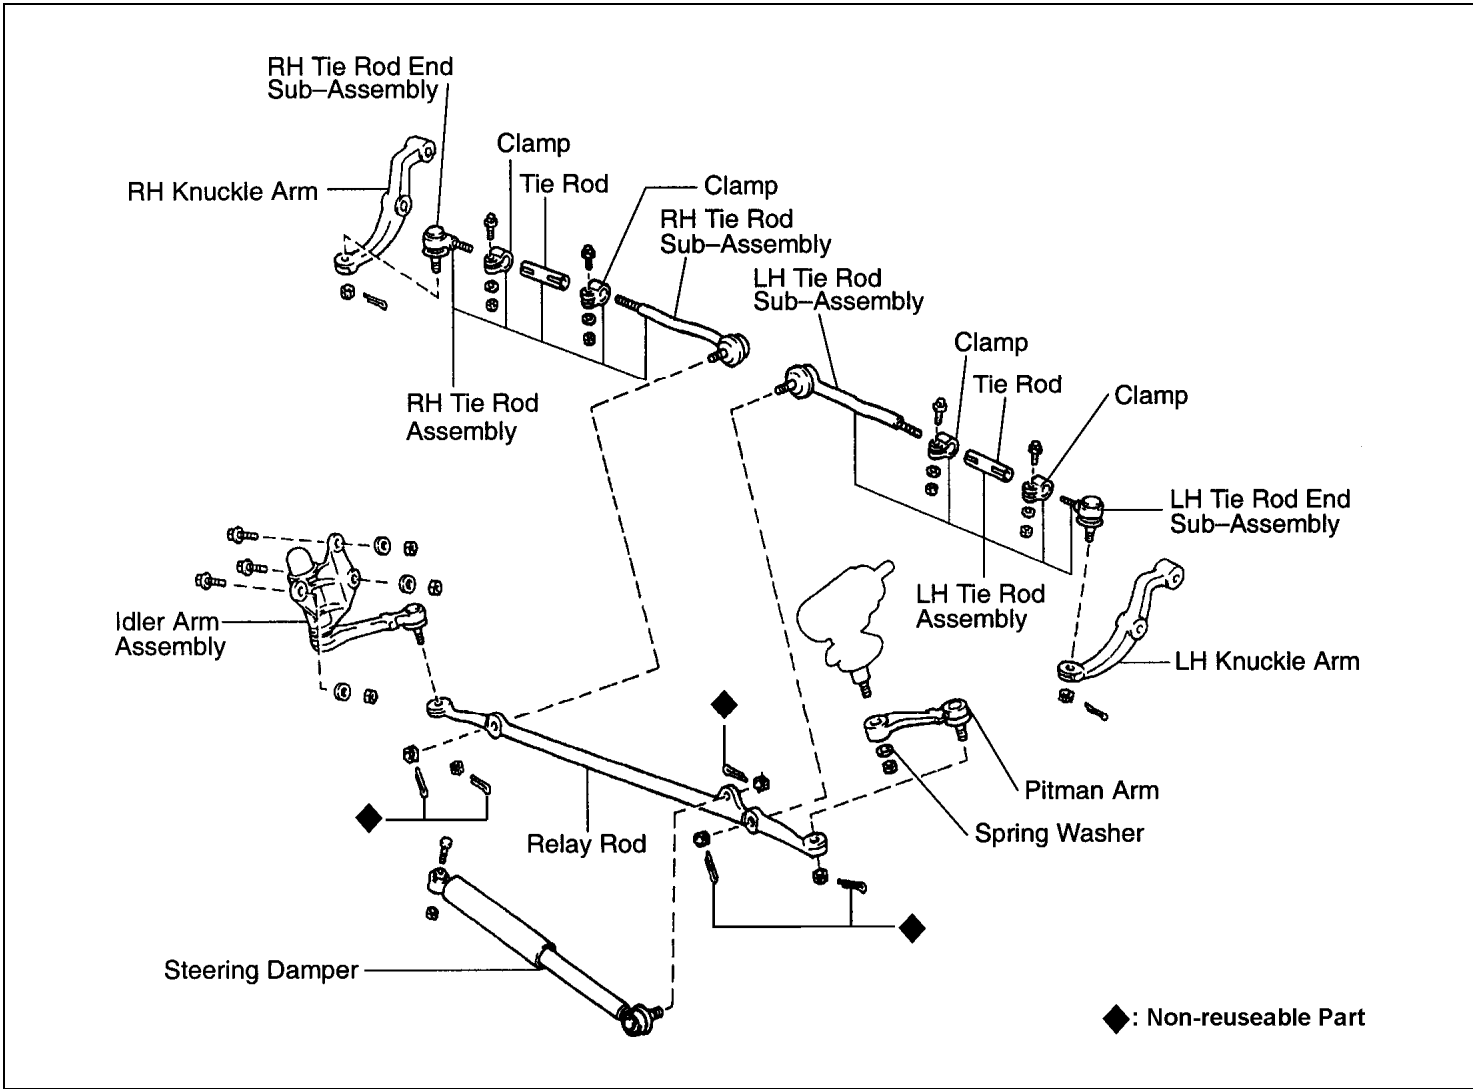 RH Tie Rod End
Sub–Assembly
Clamp
Tie Rod
Clamp
RH Knuckle Arm
RH Tie Rod
Sub–Assembly
LH Tie Rod
Sub–Assembly
Clamp
Tie Rod
Clamp
RH Tie Rod
Assembly
LH Tie Rod End
Sub–Assembly
LH Tie Rod
Assembly
Idler Arm
Assembly
LH Knuckle Arm
Pitman Arm
Spring Washer
Relay Rod
Steering Damper
◆: Non-reuseable Part